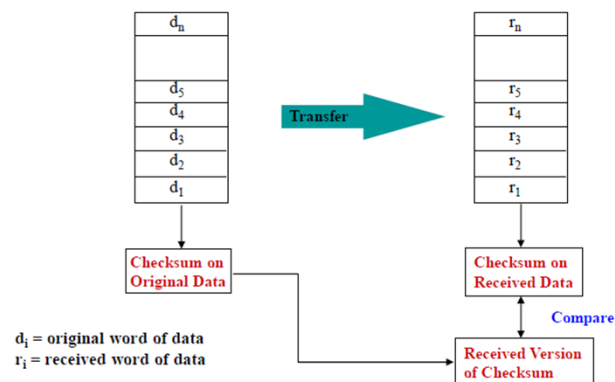 dₙ
d₅
d₄
d₃
d₂
d₁
Transfer
rₙ
r₅
r₄
r₃
r₂
r₁
Checksum on
Original Data
Checksum on
Received Data
Compare
Received Version
of Checksum
dᵢ = original word of data
rᵢ = received word of data